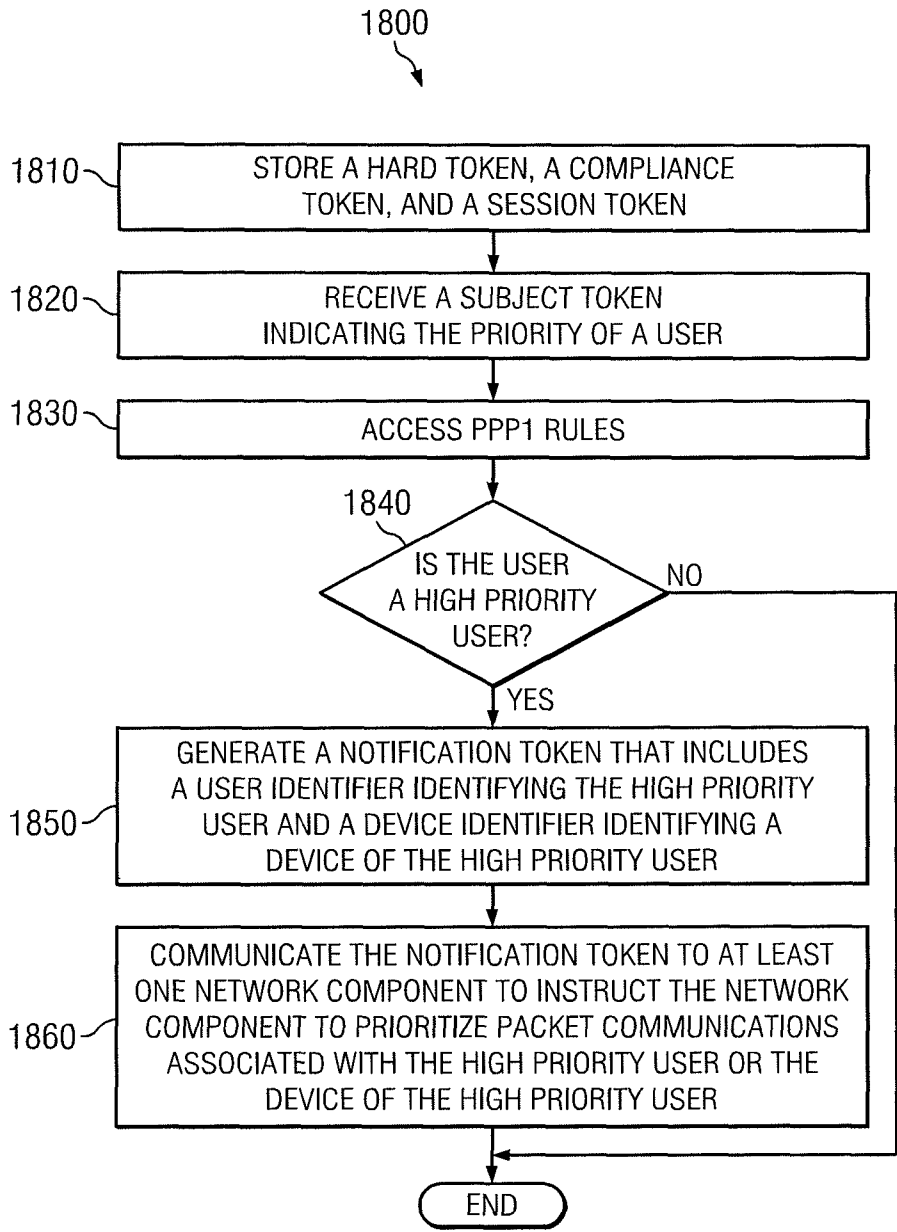 1800
1810
STORE A HARD TOKEN, A COMPLIANCE
TOKEN, AND A SESSION TOKEN
1820
RECEIVE A SUBJECT TOKEN
INDICATING THE PRIORITY OF A USER
1830
ACCESS PPP1 RULES
1840
IS THE USER
A HIGH PRIORITY
USER?
NO
YES
1850
GENERATE A NOTIFICATION TOKEN THAT INCLUDES
A USER IDENTIFIER IDENTIFYING THE HIGH PRIORITY
USER AND A DEVICE IDENTIFIER IDENTIFYING A
DEVICE OF THE HIGH PRIORITY USER
1860
COMMUNICATE THE NOTIFICATION TOKEN TO AT LEAST
ONE NETWORK COMPONENT TO INSTRUCT THE NETWORK
COMPONENT TO PRIORITIZE PACKET COMMUNICATIONS
ASSOCIATED WITH THE HIGH PRIORITY USER OR THE
DEVICE OF THE HIGH PRIORITY USER
END